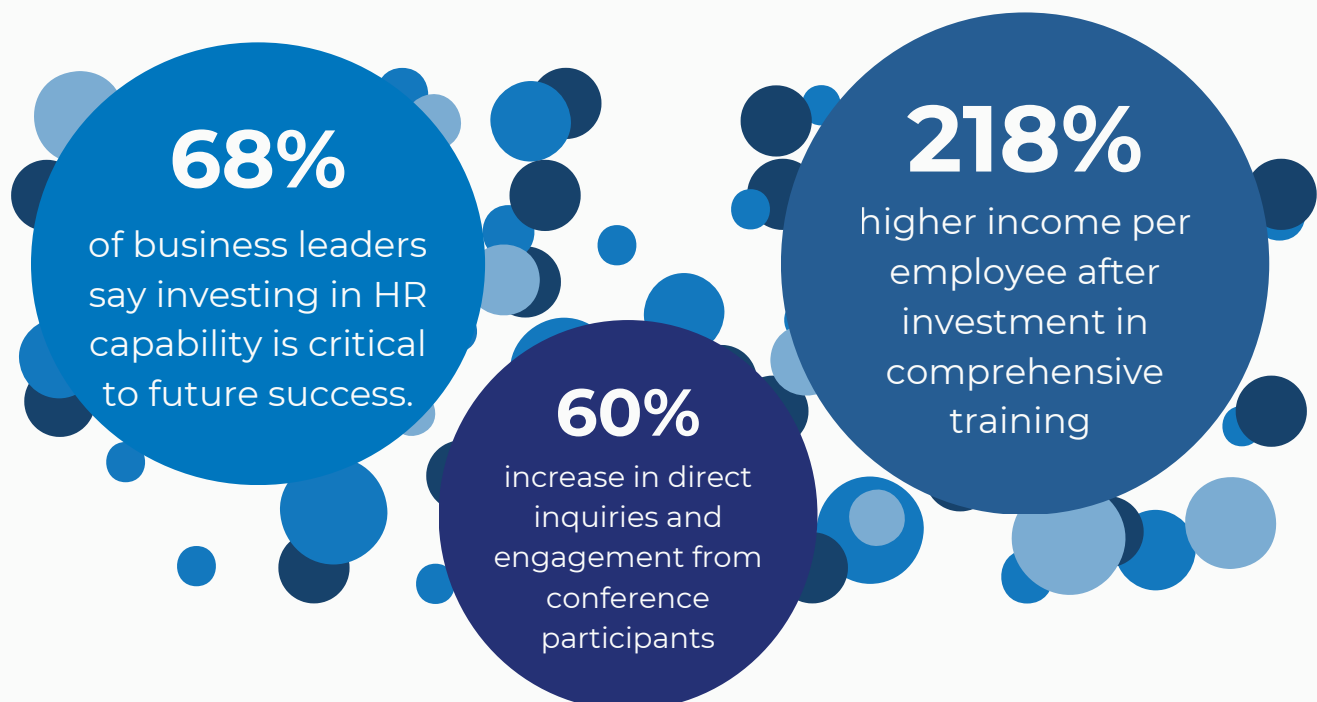 68%
of business leaders
say investing in HR
capability is critical
to future success.
60%
increase in direct
inquiries and
engagement from
conference
participants
218%
higher income per
employee after
investment in
comprehensive
training